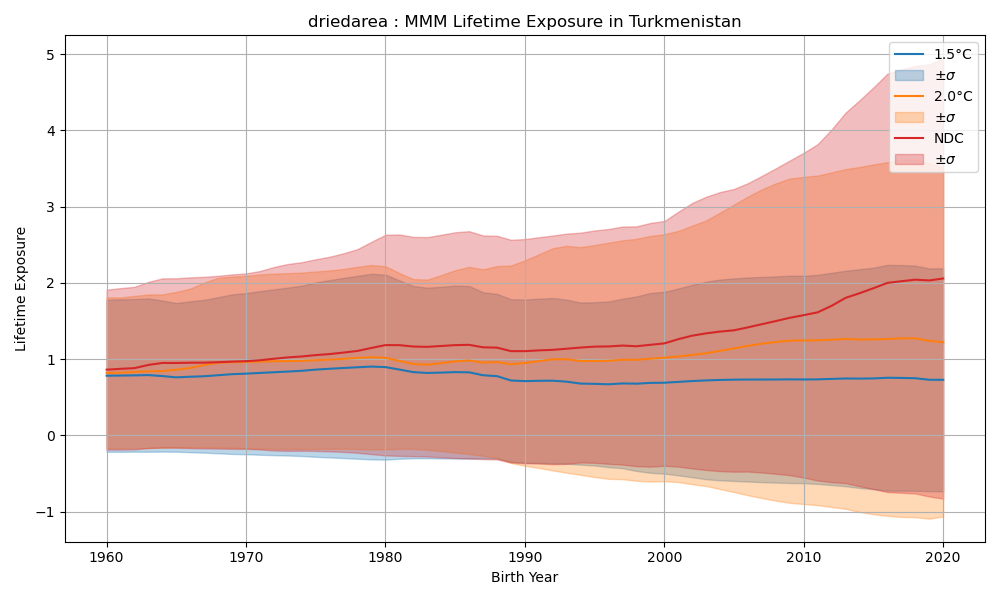 driedarea : MMM Lifetime Exposure in Turkmenistan
Lifetime Exposure
5
4
3
2
1
0
−1
1960 1970 1980 1990 2000 2010 2020
Birth Year
1.5°C
±σ
2.0°C
±σ
NDC
±σ